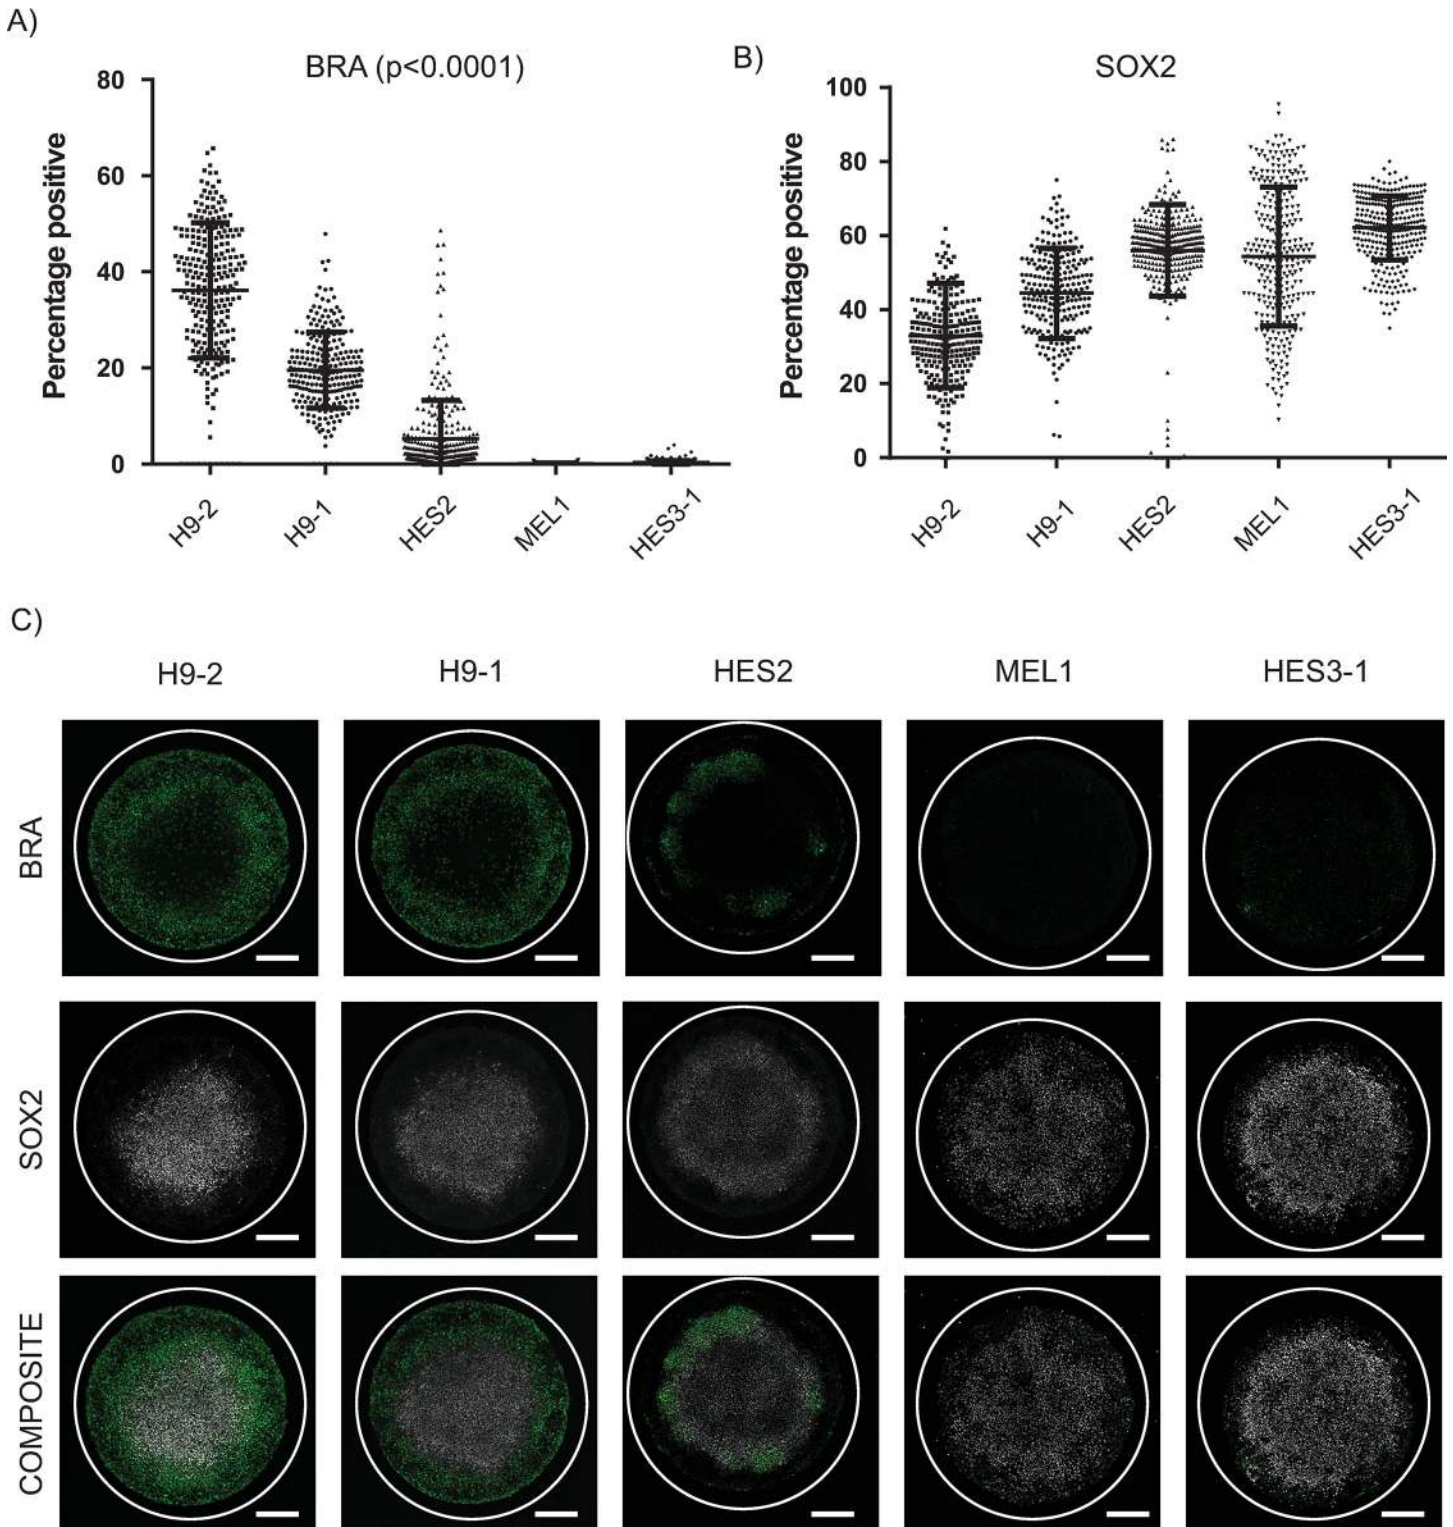 A)
BRA (p<0.0001)
Percentage positive
80
60
40
20
0
H9-2
H9-1
HES2
MEL1
HES3-1
B)
SOX2
Percentage positive
100
80
60
40
20
0
H9-2
H9-1
HES2
MEL1
HES3-1
C)
H9-2 H9-1 HES2 MEL1 HES3-1
BRA
SOX2
COMPOSITE